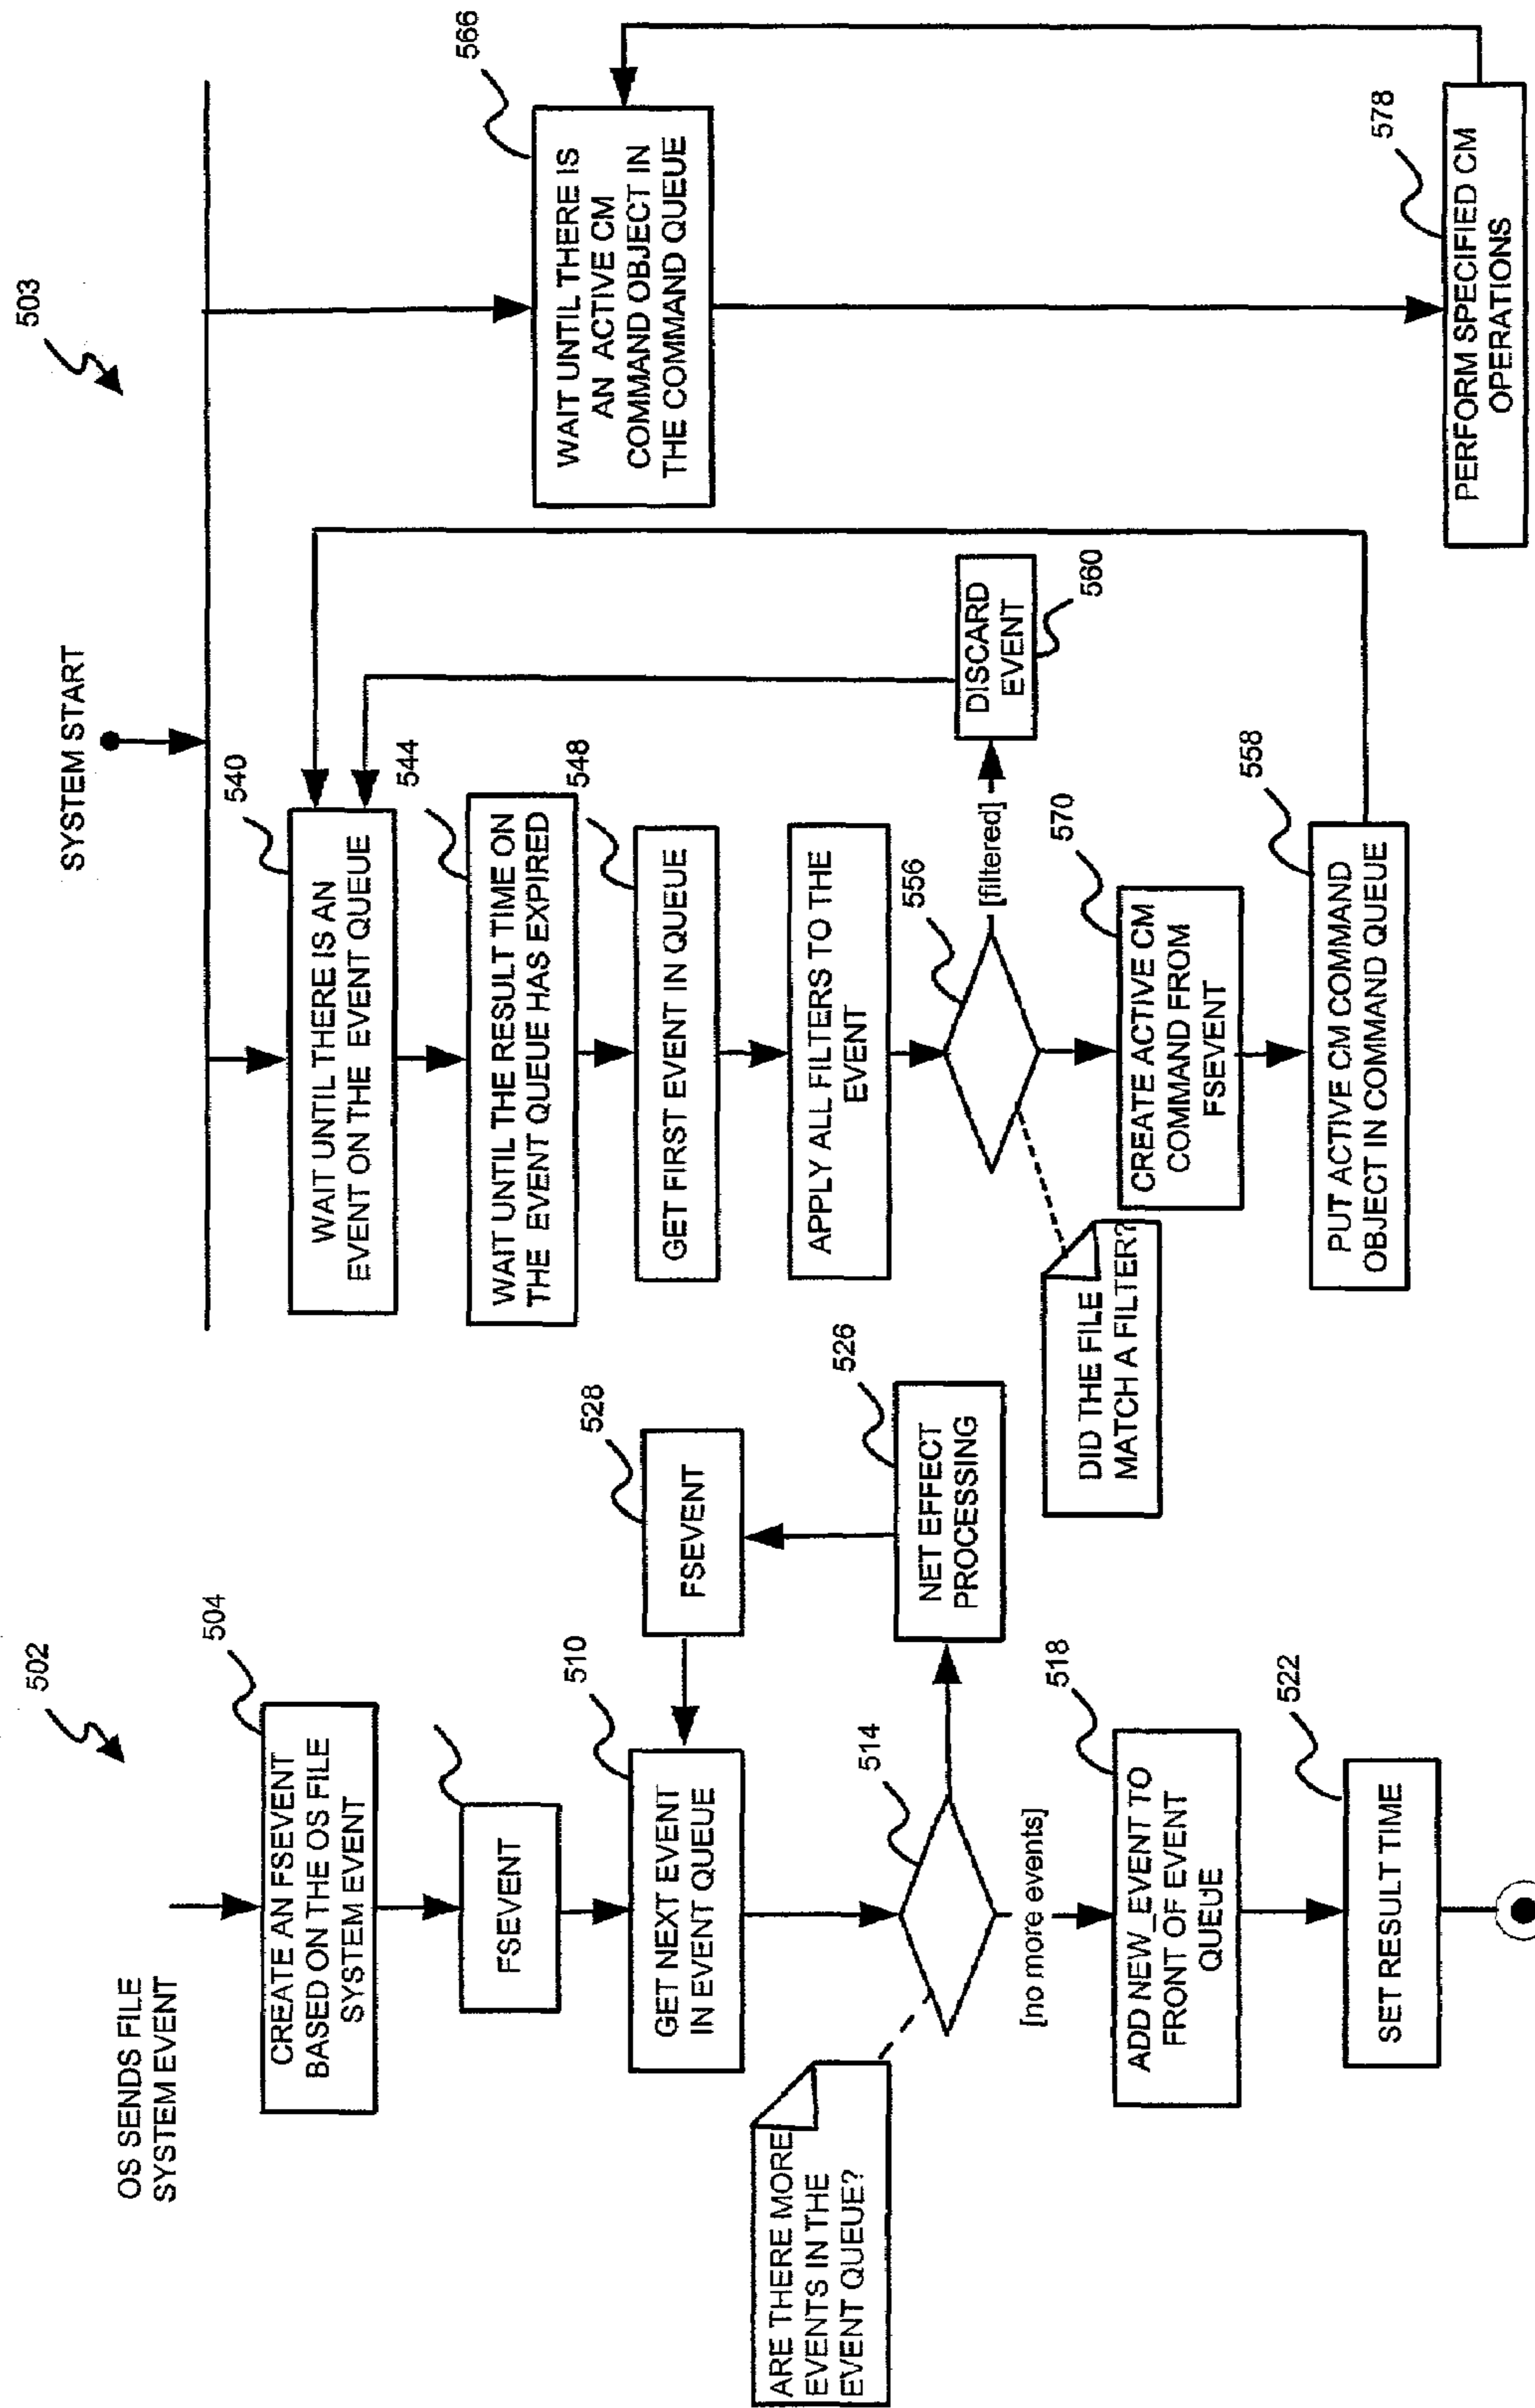 502
OS SENDS FILE
SYSTEM EVENT
504
CREATE AN FSEVENT
BASED ON THE OS FILE
SYSTEM EVENT
FSEVENT
510
GET NEXT EVENT
IN EVENT QUEUE
528
FSEVENT
526
NET EFFECT
PROCESSING
514
ARE THERE MORE
EVENTS IN THE
EVENT QUEUE?
[no more events]
518
ADD NEW_EVENT TO
FRONT OF EVENT
QUEUE
522
SET RESULT TIME
503
SYSTEM START
540
WAIT UNTIL THERE IS AN
EVENT ON THE EVENT QUEUE
544
WAIT UNTIL THE RESULT TIME ON
THE EVENT QUEUE HAS EXPIRED
548
GET FIRST EVENT IN QUEUE
APPLY ALL FILTERS TO THE
EVENT
556
[filtered]
DISCARD
EVENT
560
DID THE FILE
MATCH A FILTER?
570
CREATE ACTIVE CM
COMMAND FROM
FSEVENT
558
PUT ACTIVE CM COMMAND
OBJECT IN COMMAND QUEUE
566
WAIT UNTIL THERE IS
AN ACTIVE CM
COMMAND OBJECT IN
THE COMMAND QUEUE
578
PERFORM SPECIFIED CM
OPERATIONS